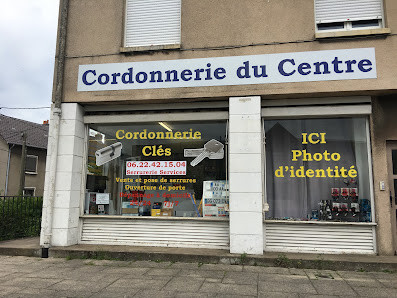 Cordonnerie du Centre
Cordonnerie
Clés
06.22.42.15.04
Serrurerie Services
Vente et pose de serrures
Ouverture de porte
ICI
Photo
d'identité